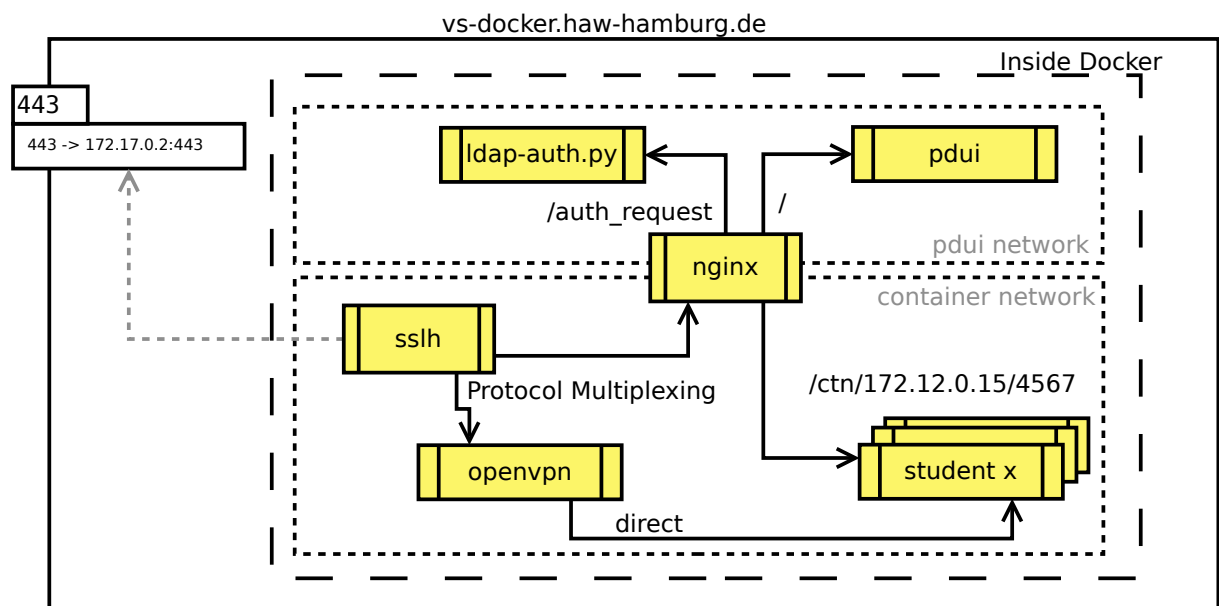 vs-docker.haw-hamburg.de
Inside Docker
443
443 -> 172.17.0.2:443
ldap-auth.py
pdui
/auth_request
/
pdui network
nginx
container network
sslh
/ctn/172.12.0.15/4567
Protocol Multiplexing
openvpn
student x
direct